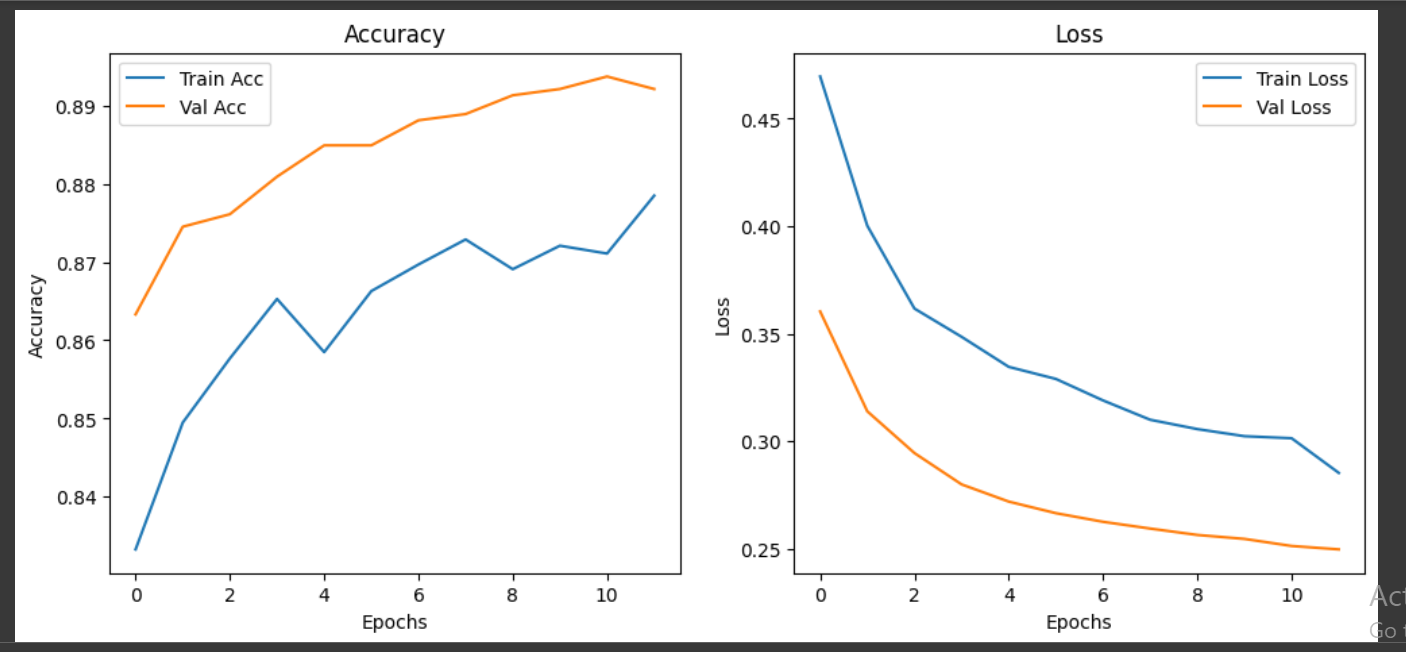 Accuracy
Train Acc
Val Acc
0.89
0.88
0.87
0.86
0.85
0.84
Accuracy
0 2 4 6 8 10
Epochs
Loss
Train Loss
Val Loss
0.45
0.40
0.35
0.30
0.25
Loss
0 2 4 6 8 10
Epochs
Act
Go t